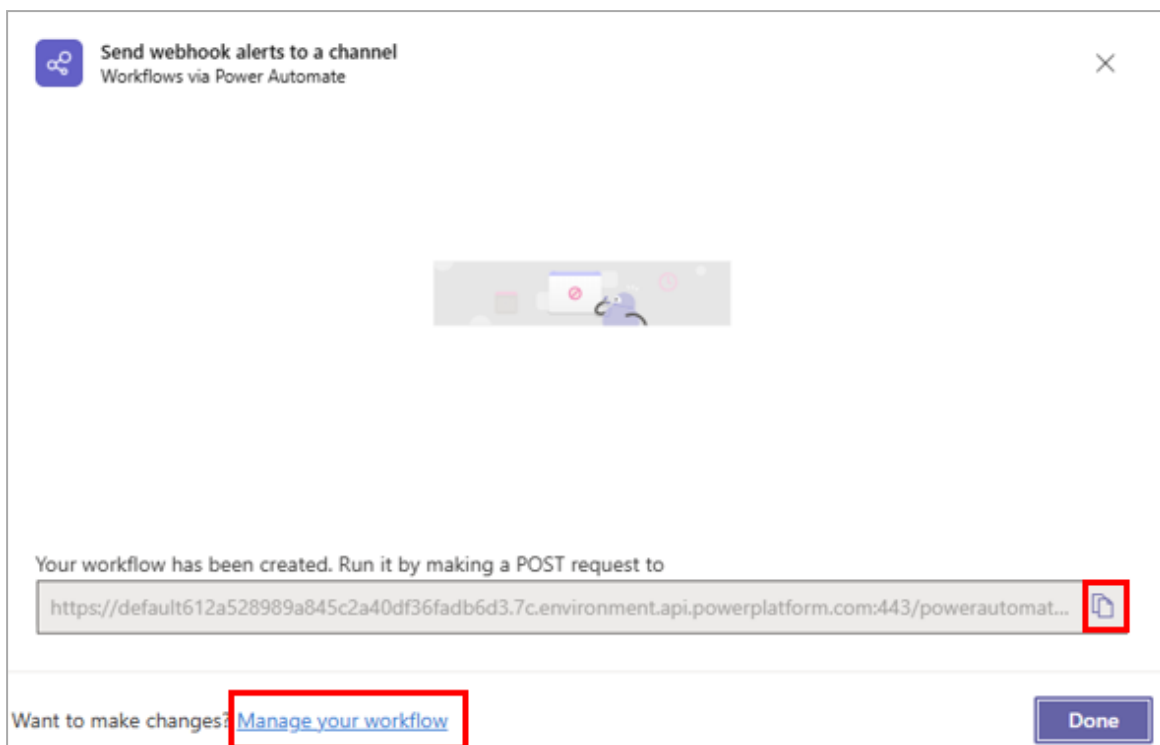 Send webhook alerts to a channel
Workflows via Power Automate
Your workflow has been created. Run it by making a POST request to
https://default612a528989a845c2a40df36fadb6d3.7c.environment.api.powerplatform.com:443/powerautomat...
Want to make changes? Manage your workflow
Done